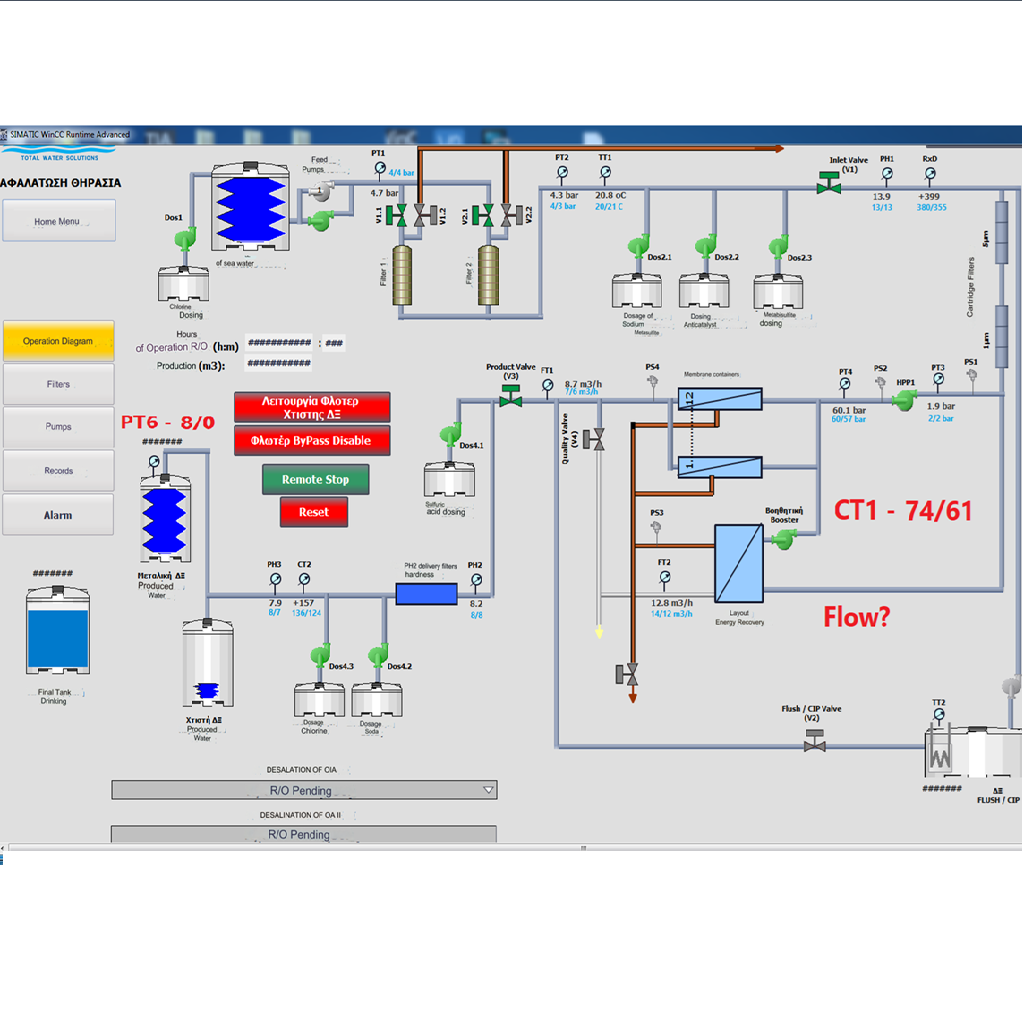 SIMATIC WinCC Runtime Advanced
TOTAL WATER SOLUTIONS
ΑΦΑΛΑΤΩΣΗ ΘΗΡΑΣΙΑ
Home Menu
Operation Diagram
Filters
Pumps
Records
Alarm
Dos1
Chlorine
Dosing
of sea water
Feed
Pumps
PT1
4/4 bar
4.7 bar
V1.1
V1.2
V2.1
V2.2
Filter 1
Filter 2
FT2
4.3 bar
4/3 bar
TT1
20.8 oC
20/21 C
Inlet Valve
(V1)
PH1
13.9
13/13
RxD
+399
380/355
Dos2.1
Dosage of
Sodium
Metasulfite
Dos2.2
Dosing
Anticatalyst
Dos2.3
Metabisulfite
dosing
5μm
Cartridge Filters
1μm
Hours
of Operation R/O (h:m) ########### : ###
Production (m3): ###########
Λειτουργία Φλοτερ
Χτιστης ΔΞ
Φλωτέρ ByPass Disable
Remote Stop
Reset
PT6 - 8/0
#######
Μεταλική ΔΞ
Produced
Water
Product Valve
(V3)
FT1
8.7 m3/h
7/6 m3/h
PS4
Membrane containers
12
1
Quality Valve
(V4)
Dos4.1
Sulfuric
acid dosing
PT4
60.1 bar
60/57 bar
PS2
HPP1
PT3
1.9 bar
2/2 bar
PS1
CT1 - 74/61
Βοηθητική
Booster
PS3
FT2
12.8 m3/h
14/12 m3/h
Layout
Energy Recovery
Flow?
PH3
7.9
8/7
CT2
+157
136/124
PH2 delivery filters
hardness
PH2
8.2
8/8
#######
Final Tank
Drinking
Χτιστή ΔΞ
Produced
Water
Dos4.3
Dosage
Chlorine
Dos4.2
Dosage
Soda
Flush / CIP Valve
(V2)
TT2
#######
ΔΞ
FLUSH / CIP
DESALATION OF CIA
R/O Pending
DESALINATION OF OA II
R/O Pending